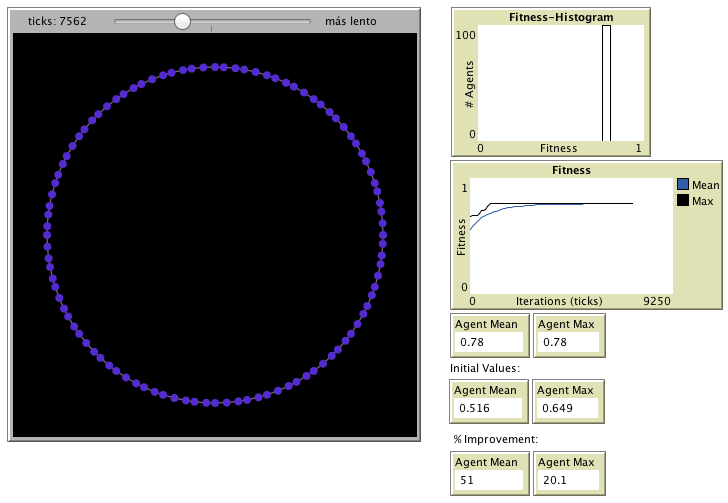 ticks: 7562
más lento
Fitness-Histogram
100
# Agents
0
0
Fitness
1
Fitness
1
Fitness
0
0
Iterations (ticks)
9250
Mean
Max
Agent Mean
0.78
Agent Max
0.78
Initial Values:
Agent Mean
0.516
Agent Max
0.649
% Improvement:
Agent Mean
51
Agent Max
20.1